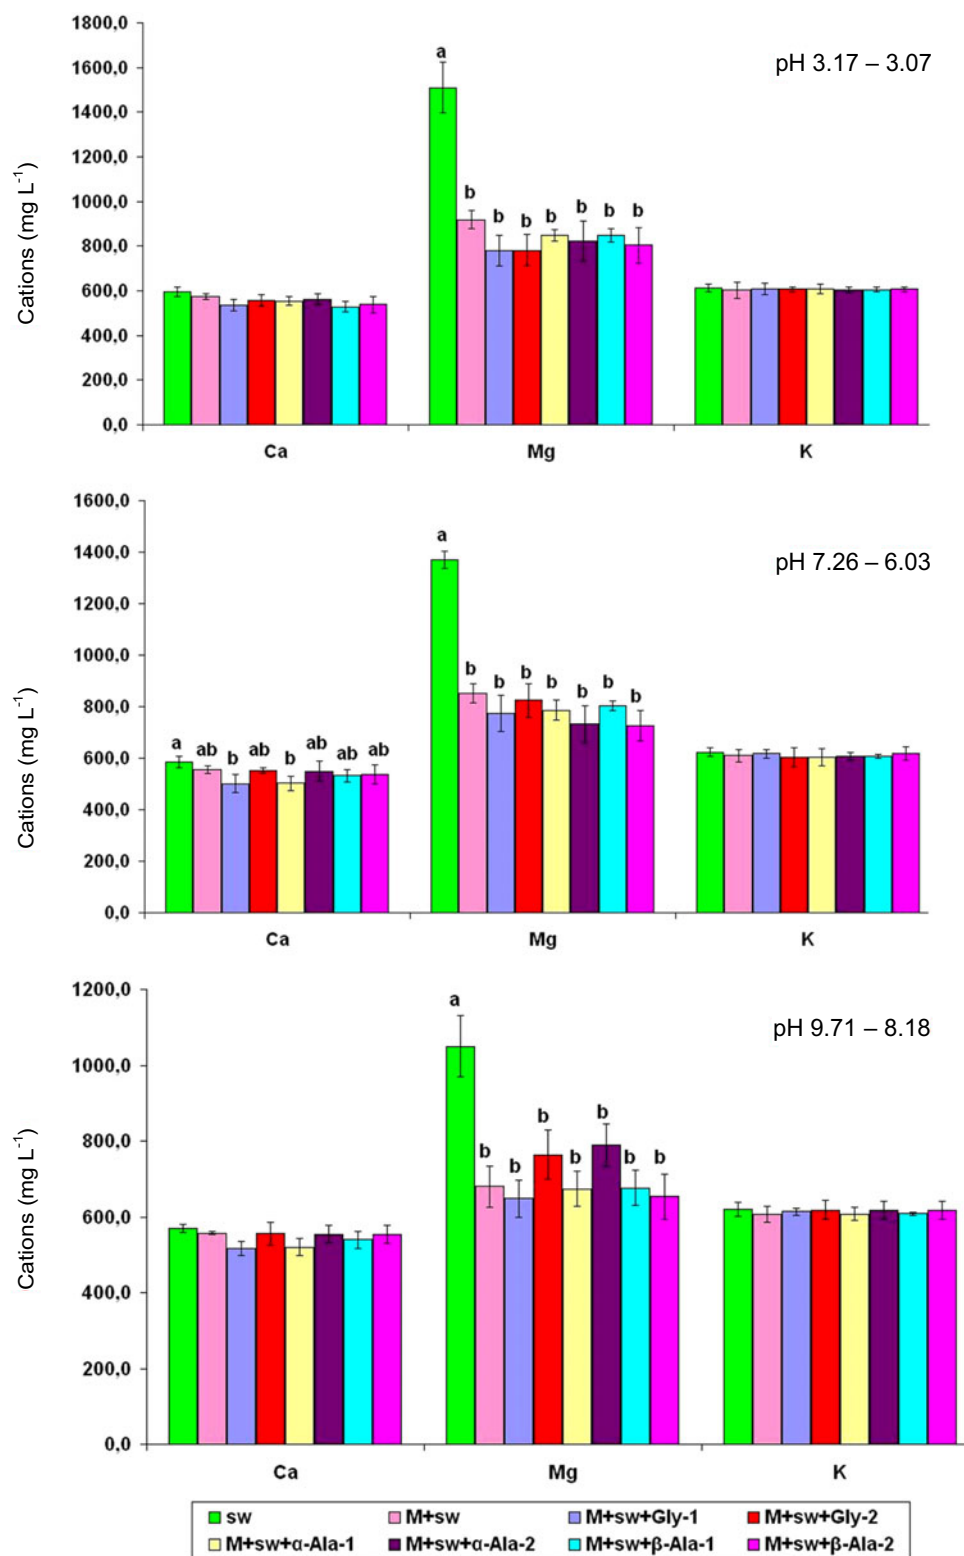 1800,0
1600,0
1400,0
1200,0
1000,0
800,0
600,0
400,0
200,0
0,0
Cations (mg L-1)
pH 3.17 – 3.07
a
b b b b b b b
Ca Mg K
1600,0
1400,0
1200,0
1000,0
800,0
600,0
400,0
200,0
0,0
Cations (mg L-1)
pH 7.26 – 6.03
a
b b b b b b b
a ab b ab b ab ab ab
Ca Mg K
1200,0
1000,0
800,0
600,0
400,0
200,0
0,0
Cations (mg L-1)
pH 9.71 – 8.18
a
b b b b b b b
Ca Mg K
sw M+sw M+sw+Gly-1 M+sw+Gly-2
M+sw+α-Ala-1 M+sw+α-Ala-2 M+sw+β-Ala-1 M+sw+β-Ala-2